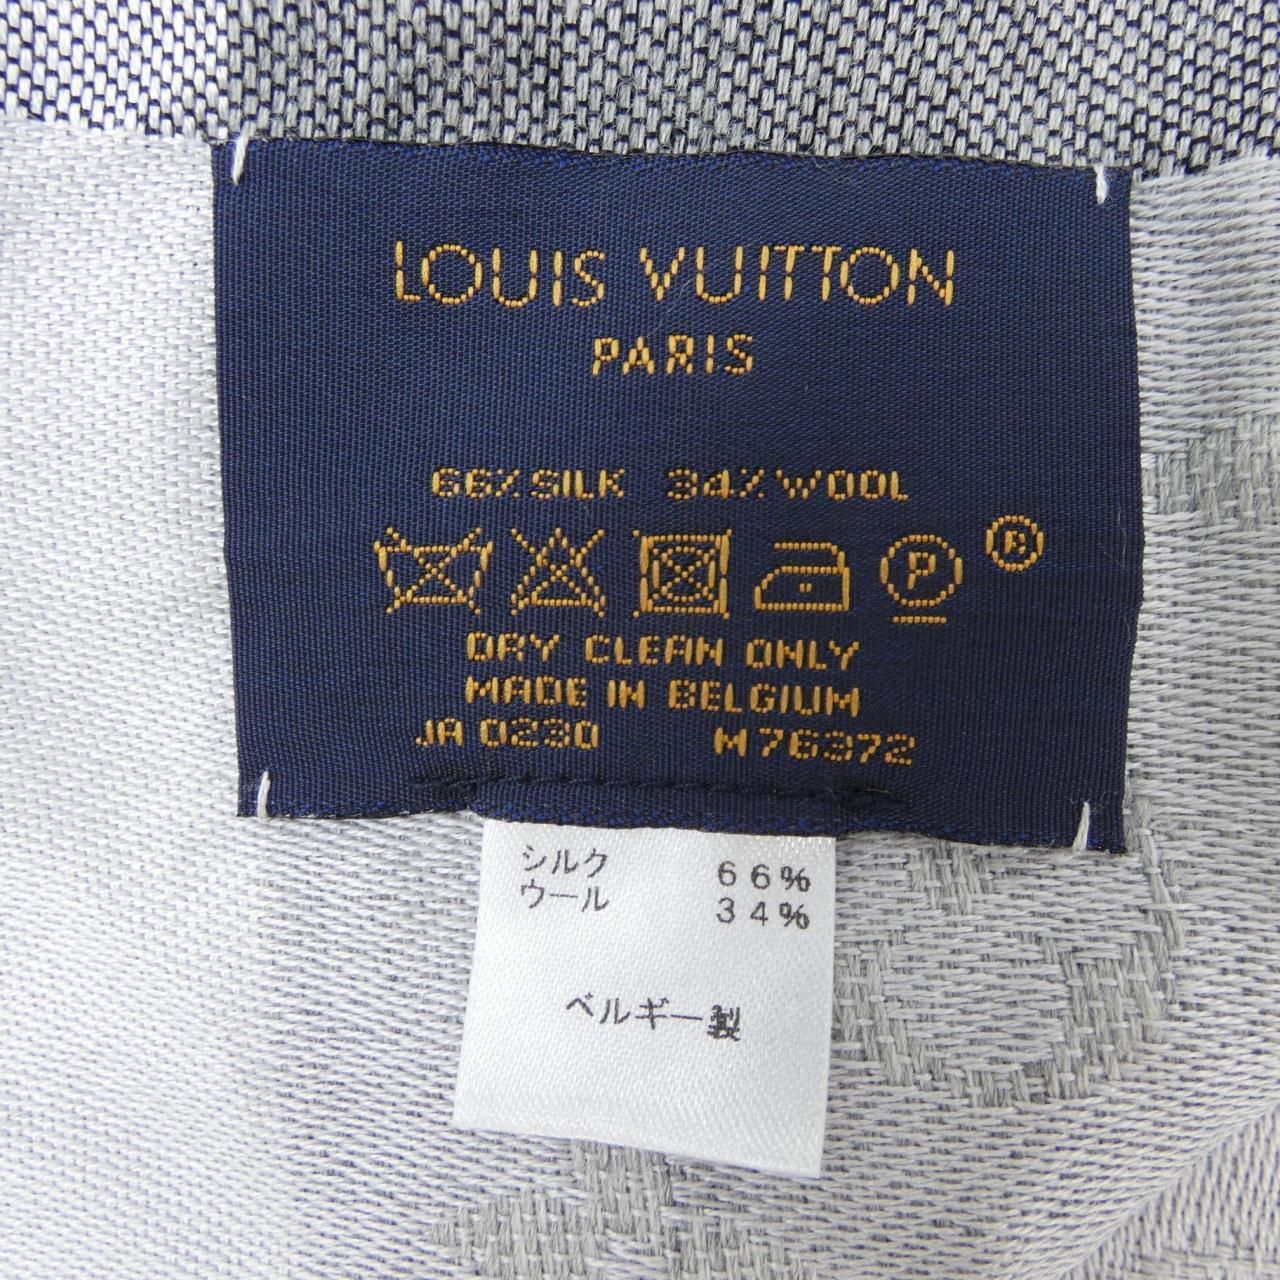 LOUIS VUITTON
PARIS
66% SILK 34% WOOL
P ®
DRY CLEAN ONLY
MADE IN BELGIUM
JA 0230 M76372
シルク 66%
ウール 34%
ベルギー製